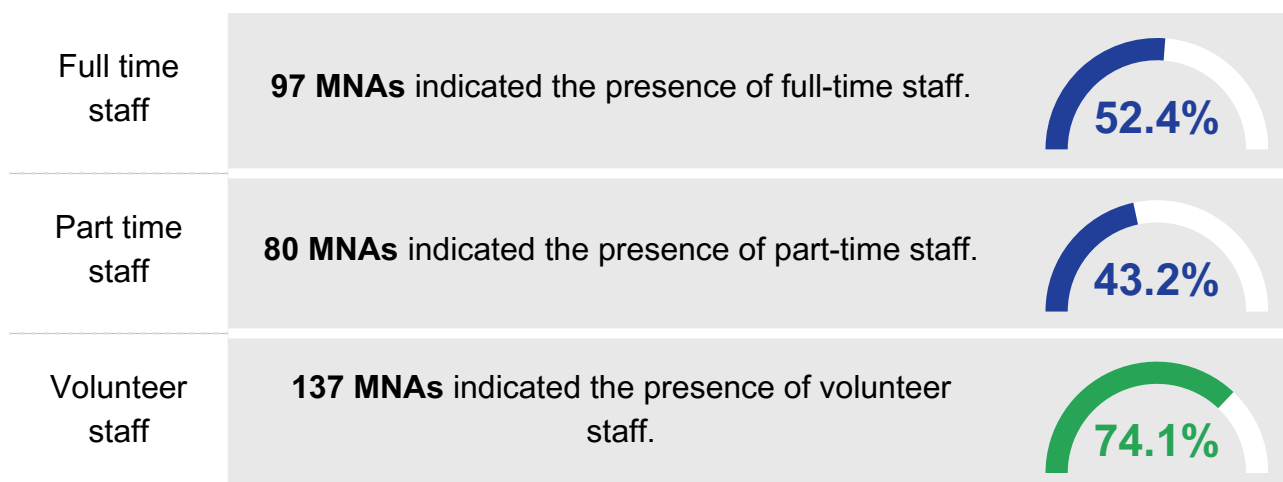 Full time
staff
97 MNAs indicated the presence of full-time staff.
52.4%
Part time
staff
80 MNAs indicated the presence of part-time staff.
43.2%
Volunteer
staff
137 MNAs indicated the presence of volunteer
staff.
74.1%